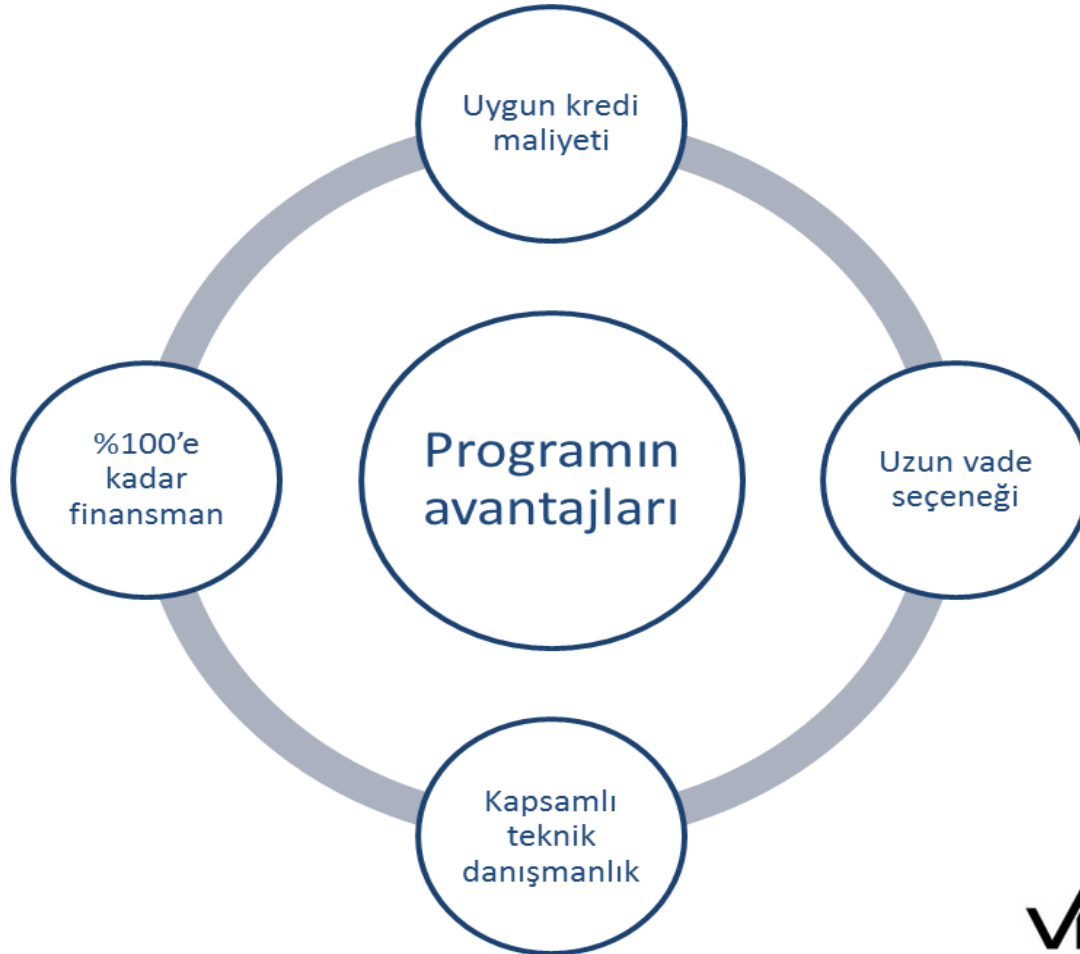 Uygun kredi
maliyeti
%100’e
kadar
finansman
Programın
avantajları
Uzun vade
seçeneği
Kapsamlı
teknik
danışmanlık